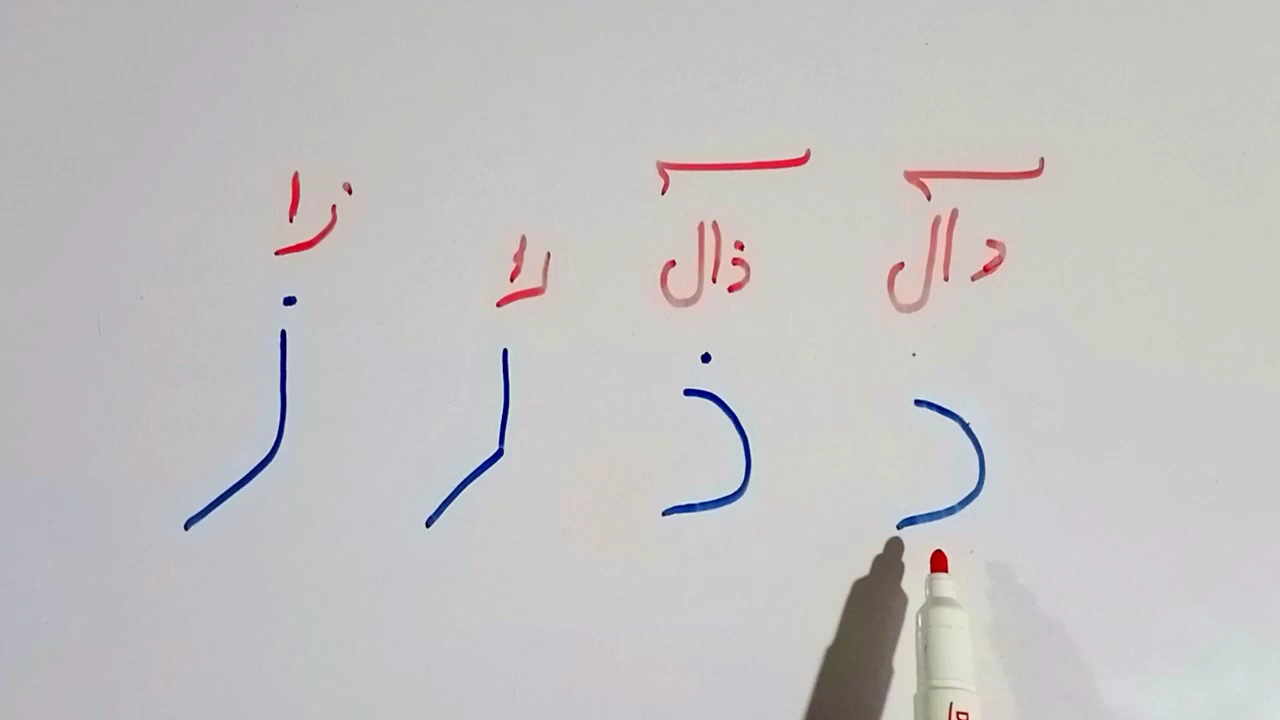 دال ذال را زا
د ذ ر ز